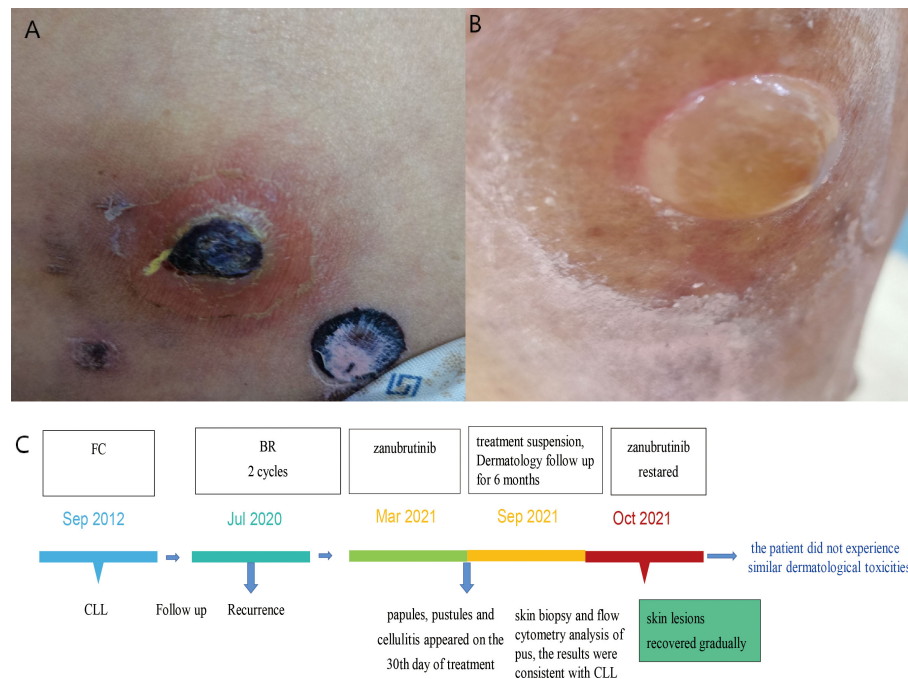 A
B
C
FC
BR
2 cycles
zanubrutinib
treatment suspension,
Dermatology follow up
for 6 months
zanubrutinib
restared
Sep 2012
Jul 2020
Mar 2021
Sep 2021
Oct 2021
the patient did not experience
similar dermatological toxicities
CLL
Follow up
Recurrence
papules, pustules and
cellulitis appeared on the
30th day of treatment
skin biopsy and flow
cytometry analysis of
pus, the results were
consistent with CLL
skin lesions
recovered gradually